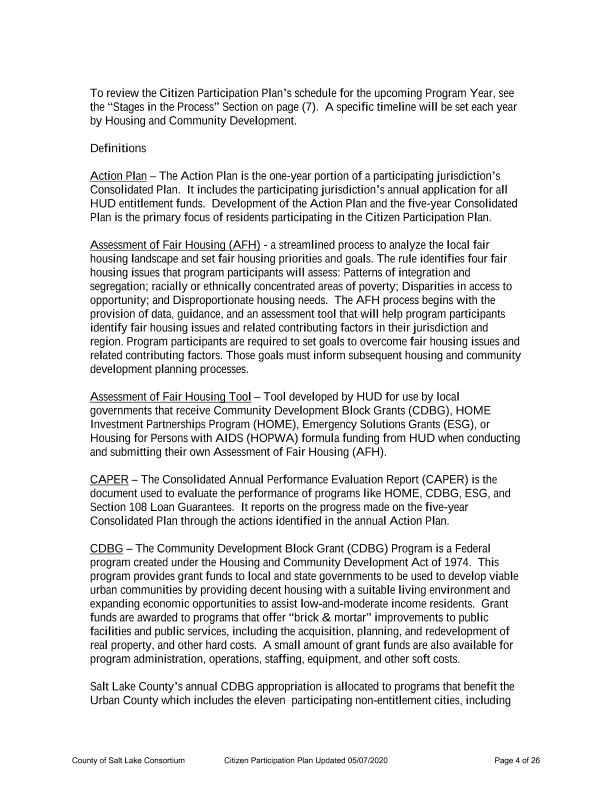 To review the Citizen Participation Plan's schedule for the upcoming Program Year, see
the "Stages in the Process" Section on page (7).  A specific timeline will be set each year
by Housing and Community Development.
Definitions
Action Plan – The Action Plan is the one-year portion of a participating jurisdiction's
Consolidated Plan.  It includes the participating jurisdiction's annual application for all
HUD entitlement funds.  Development of the Action Plan and the five-year Consolidated
Plan is the primary focus of residents participating in the Citizen Participation Plan.
Assessment of Fair Housing (AFH) - a streamlined process to analyze the local fair
housing landscape and set fair housing priorities and goals. The rule identifies four fair
housing issues that program participants will assess: Patterns of integration and
segregation; racially or ethnically concentrated areas of poverty; Disparities in access to
opportunity; and Disproportionate housing needs.  The AFH process begins with the
provision of data, guidance, and an assessment tool that will help program participants
identify fair housing issues and related contributing factors in their jurisdiction and
region. Program participants are required to set goals to overcome fair housing issues and
related contributing factors. Those goals must inform subsequent housing and community
development planning processes.
Assessment of Fair Housing Tool – Tool developed by HUD for use by local
governments that receive Community Development Block Grants (CDBG), HOME
Investment Partnerships Program (HOME), Emergency Solutions Grants (ESG), or
Housing for Persons with AIDS (HOPWA) formula funding from HUD when conducting
and submitting their own Assessment of Fair Housing (AFH).
CAPER – The Consolidated Annual Performance Evaluation Report (CAPER) is the
document used to evaluate the performance of programs like HOME, CDBG, ESG, and
Section 108 Loan Guarantees.  It reports on the progress made on the five-year
Consolidated Plan through the actions identified in the annual Action Plan.
CDBG – The Community Development Block Grant (CDBG) Program is a Federal
program created under the Housing and Community Development Act of 1974.  This
program provides grant funds to local and state governments to be used to develop viable
urban communities by providing decent housing with a suitable living environment and
expanding economic opportunities to assist low-and-moderate income residents.  Grant
funds are awarded to programs that offer "brick & mortar" improvements to public
facilities and public services, including the acquisition, planning, and redevelopment of
real property, and other hard costs.  A small amount of grant funds are also available for
program administration, operations, staffing, equipment, and other soft costs.
Salt Lake County's annual CDBG appropriation is allocated to programs that benefit the
Urban County which includes the eleven  participating non-entitlement cities, including
County of Salt Lake Consortium Citizen Participation Plan Updated 05/07/2020 Page 4 of 26